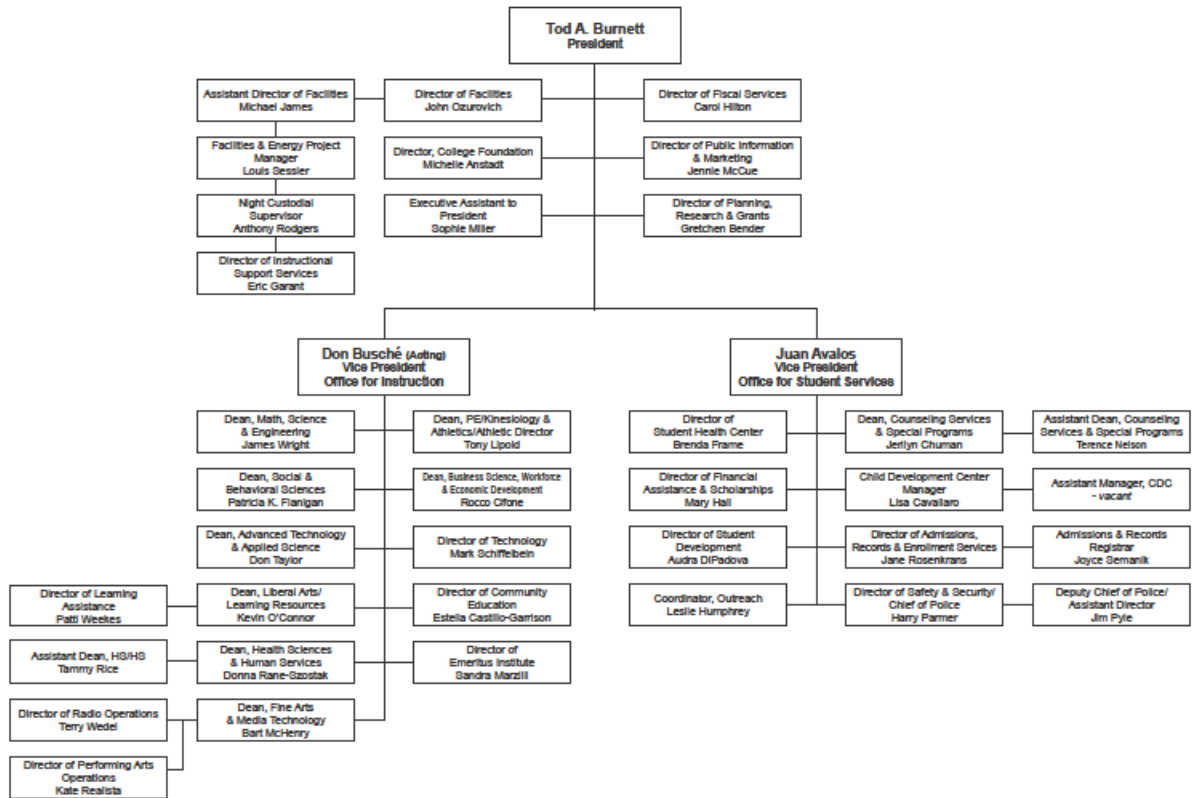 Tod A. Burnett
President
Assistant Director of Facilities
Michael James
Director of Facilities
John Ozurovich
Director of Fiscal Services
Carol Hilton
Facilities & Energy Project
Manager
Louis Sessler
Director, College Foundation
Michelle Anstadt
Director of Public Information
& Marketing
Jennie McCue
Night Custodial
Supervisor
Anthony Rodgers
Executive Assistant to
President
Sophie Miller
Director of Planning,
Research & Grants
Gretchen Bender
Director of Instructional
Support Services
Eric Garant
Don Busché (Acting)
Vice President
Office for Instruction
Juan Avalos
Vice President
Office for Student Services
Dean, Math, Science
& Engineering
James Wright
Dean, PE/Kinesiology &
Athletics/Athletic Director
Tony Lipold
Director of
Student Health Center
Brenda Frame
Dean, Counseling Services
& Special Programs
Jerilyn Chuman
Assistant Dean, Counseling
Services & Special Programs
Terence Nelson
Dean, Social &
Behavioral Sciences
Patricia K. Flanigan
Dean, Business Science, Workforce
& Economic Development
Rocco Cifone
Director of Financial
Assistance & Scholarships
Mary Hall
Child Development Center
Manager
Lisa Cavallaro
Assistant Manager, CDC
- vacant
Dean, Advanced Technology
& Applied Science
Don Taylor
Director of Technology
Mark Schiffelbein
Director of Student
Development
Audra DiPadova
Director of Admissions,
Records & Enrollment Services
Jane Rosenkrans
Admissions & Records
Registrar
Joyce Semanik
Director of Learning
Assistance
Patti Weekes
Dean, Liberal Arts/
Learning Resources
Kevin O'Connor
Director of Community
Education
Estella Castillo-Garrison
Coordinator, Outreach
Leslie Humphrey
Director of Safety & Security/
Chief of Police
Harry Parmer
Deputy Chief of Police/
Assistant Director
Jim Pyle
Assistant Dean, HS/HS
Tammy Rice
Dean, Health Sciences
& Human Services
Donna Rane-Szostak
Director of
Emeritus Institute
Sandra Marzilli
Director of Radio Operations
Terry Wedel
Dean, Fine Arts
& Media Technology
Bart McHenry
Director of Performing Arts
Operations
Kate Realista